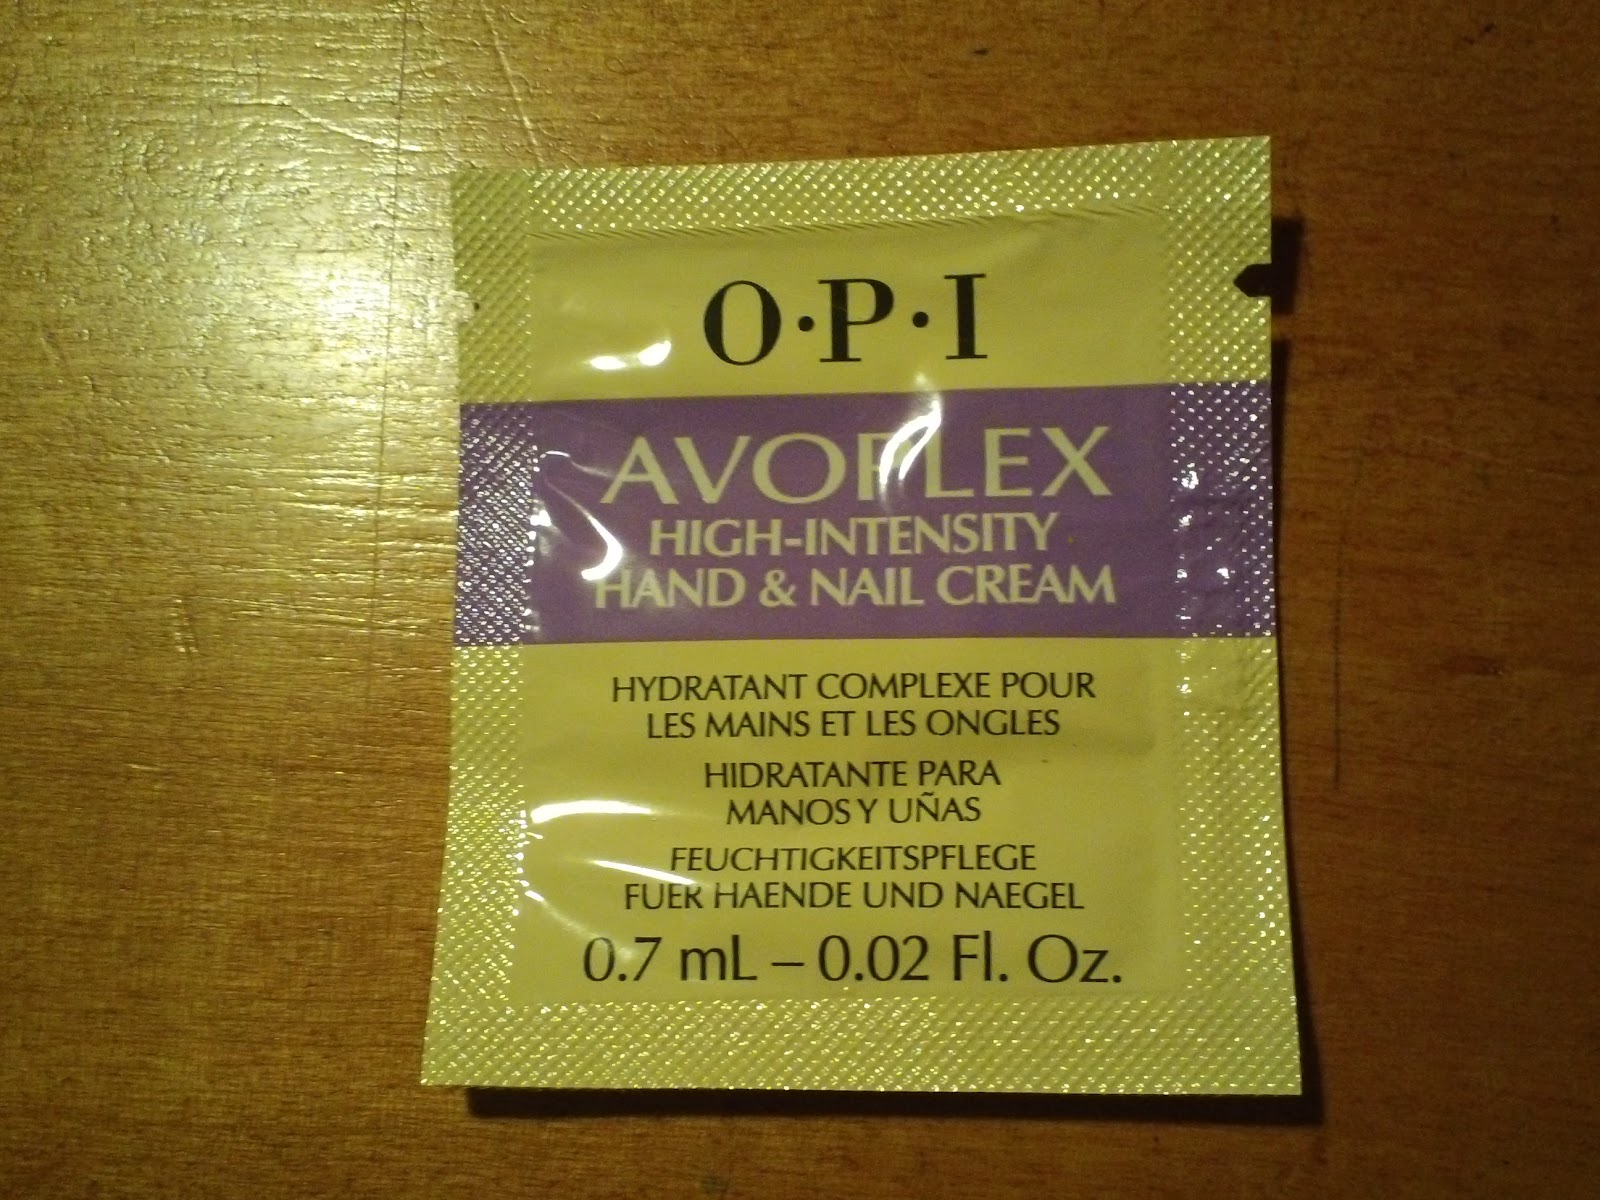 O·P·I
AVOPLEX
HIGH-INTENSITY
HAND & NAIL CREAM
HYDRATANT COMPLEXE POUR
LES MAINS ET LES ONGLES
HIDRATANTE PARA
MANOS Y UÑAS
FEUCHTIGKEITSPFLEGE
FUER HAENDE UND NAEGEL
0.7 mL – 0.02 Fl. Oz.